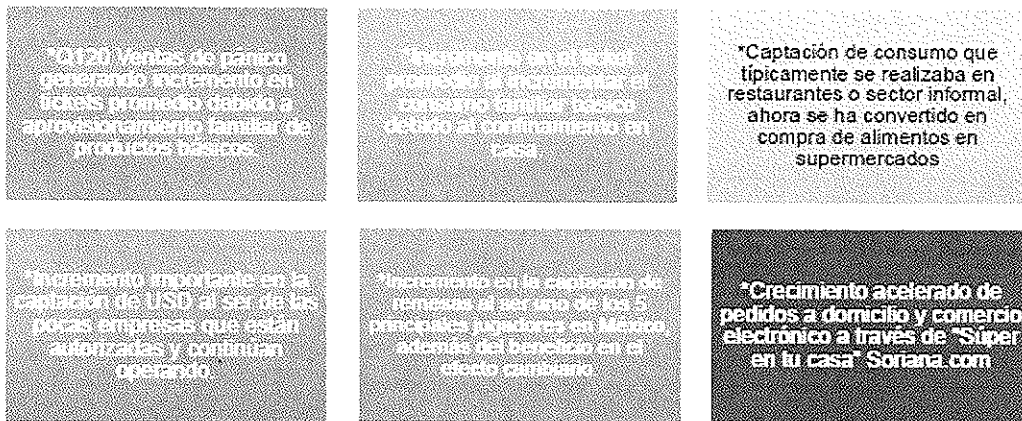 *Q1'20 Ventas de pánico
generando incremento en
tickets promedio debido a
aprovisionamiento familiar de
productos básicos.
*Incremento en el ticket
promedio al incrementar el
consumo familiar básico
debido al confinamiento en
casa
*Captación de consumo que
típicamente se realizaba en
restaurantes o sector informal,
ahora se ha convertido en
compra de alimentos en
supermercados
*Incremento importante en la
captación de USD al ser de las
pocas empresas que están
autorizadas y continúan
operando.
*Incremento en la captación de
remesas al ser uno de los 5
principales jugadores en México,
además del beneficio en el
efecto cambiario.
*Crecimiento acelerado de
pedidos a domicilio y comercio
electrónico a través de "Súper
en tu casa" Soriana.com